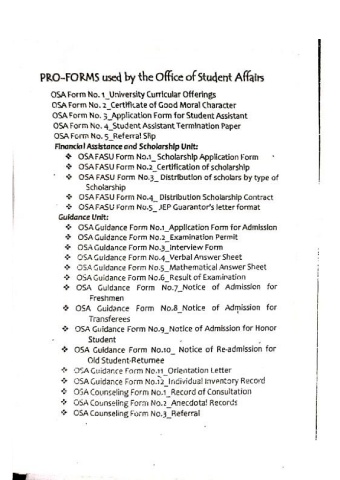 PRO-FORMS used by the Office of Student Affairs
OSA Form No. 1_University Curricular Offerings
OSA Form No. 2_Certificate of Good Moral Character
OSA Form No. 3_Application Form for Student Assistant
OSA Form No. 4_Student Assistant Termination Paper
OSA Form No. 5_Referral Slip
Financial Assistance and Scholarship Unit:
❖ OSA FASU Form No.1_ Scholarship Application Form
❖ OSA FASU Form No.2_Certification of scholarship
❖ OSA FASU Form No.3_ Distribution of scholars by type of
Scholarship
❖ OSA FASU Form No.4_ Distribution Scholarship Contract
❖ OSA FASU Form No.5_ JEP Guarantor's letter format
Guidance Unit:
❖ OSA Guidance Form No.1_Application Form for Admission
❖ OSA Guidance Form No.2_Examination Permit
❖ OSA Guidance Form No.3_Interview Form
❖ OSA Guidance Form No.4_Verbal Answer Sheet
❖ OSA Guidance Form No.5_Mathematical Answer Sheet
❖ OSA Guidance Form No.6_Result of Examination
❖ OSA Guidance Form No.7_Notice of Admission for
Freshmen
❖ OSA Guidance Form No.8_Notice of Admission for
Transferees
❖ OSA Guidance Form No.9_Notice of Admission for Honor
Student
❖ OSA Guidance Form No.10_ Notice of Re-admission for
Old Student-Returnee
❖ OSA Guidance Form No.11_Orientation Letter
❖ OSA Guidance Form No.12_Individual Inventory Record
❖ OSA Counseling Form No.1_Record of Consultation
❖ OSA Counseling Form No.2_Anecdotal Records
❖ OSA Counseling Form No.3_Referral